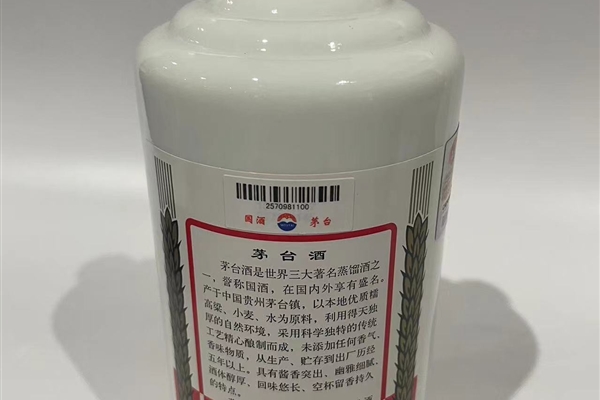 2570981100
国酒 茅台
茅台酒
茅台酒是世界三大著名蒸馏酒之
一，誉称国酒，在国内外享有盛名。
产于中国贵州茅台镇，以本地优质糯
高梁、小麦、水为原料，利用得天独
厚的自然环境，采用科学独特的传统
工艺精心酿制而成，未添加任何香气、
香味物质，从生产、贮存到出厂历经
五年以上。具有酱香突出、幽雅细腻、
酒体醇厚、回味悠长、空杯留香持久
的特点。